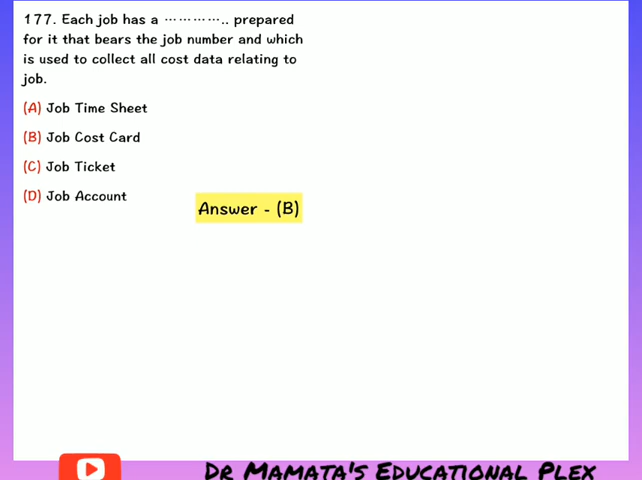 177. Each job has a ………….. prepared
for it that bears the job number and which
is used to collect all cost data relating to
job.
(A) Job Time Sheet
(B) Job Cost Card
(C) Job Ticket
(D) Job Account
Answer - (B)
Dr Mamata's Educational Plex